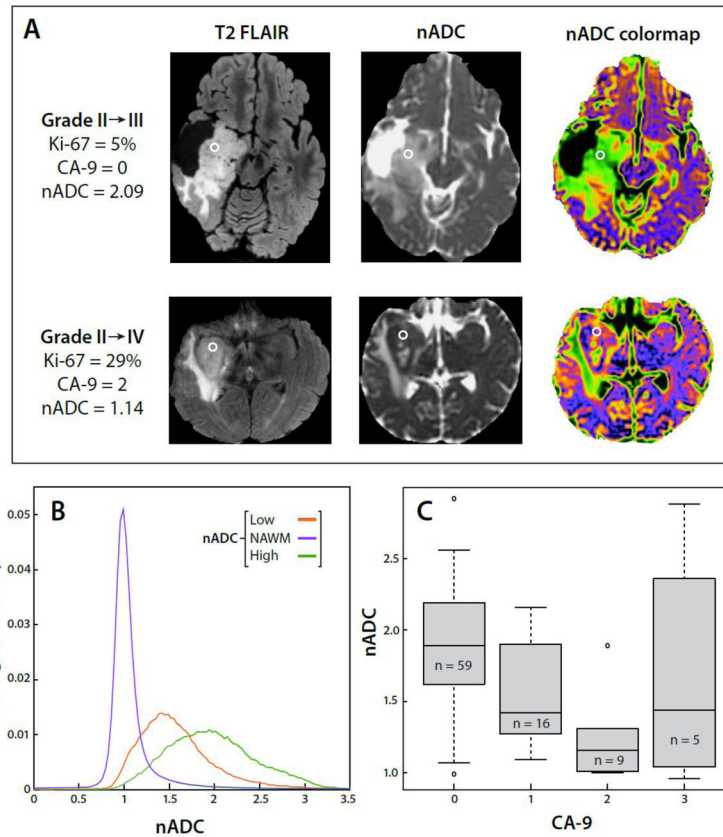 A
T2 FLAIR
nADC
nADC colormap
Grade II→III
Ki-67 = 5%
CA-9 = 0
nADC = 2.09
Grade II→IV
Ki-67 = 29%
CA-9 = 2
nADC = 1.14
B
nADC
Low
NAWM
High
0.05
0.04
0.03
0.02
0.01
0
0
0.5
1
1.5
2
2.5
3
3.5
nADC
C
nADC
2.5
2.0
1.5
1.0
n = 59
n = 16
n = 9
n = 5
0
1
2
3
CA-9